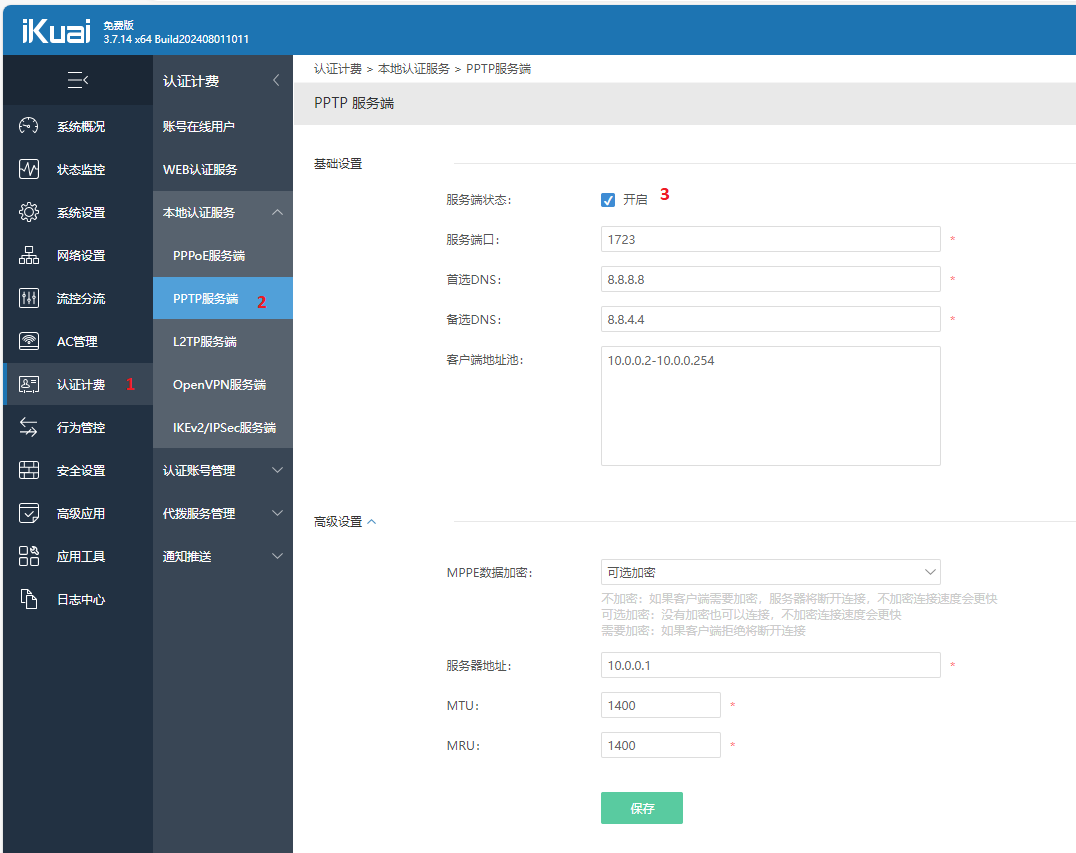 iKuai 免费版
3.7.14 x64 Build202408011011
系统概况
状态监控
系统设置
网络设置
流控分流
AC管理
认证计费 1
行为管控
安全设置
高级应用
应用工具
日志中心
认证计费
账号在线用户
WEB认证服务
本地认证服务
PPPoE服务端
PPTP服务端 2
L2TP服务端
OpenVPN服务端
IKEv2/IPSec服务端
认证账号管理
代拨服务管理
通知推送
认证计费 > 本地认证服务 > PPTP服务端
PPTP 服务端
基础设置
服务端状态: 开启 3
服务端口: 1723 *
首选DNS: 8.8.8.8 *
备选DNS: 8.8.4.4 *
客户端地址池: 10.0.0.2-10.0.0.254
高级设置
MPPE数据加密: 可选加密
不加密：如果客户端需要加密，服务器将断开连接，不加密连接速度会更快
可选加密：没有加密也可以连接，不加密连接速度会更快
需要加密：如果客户端拒绝将断开连接
服务器地址: 10.0.0.1 *
MTU: 1400 *
MRU: 1400 *
保存